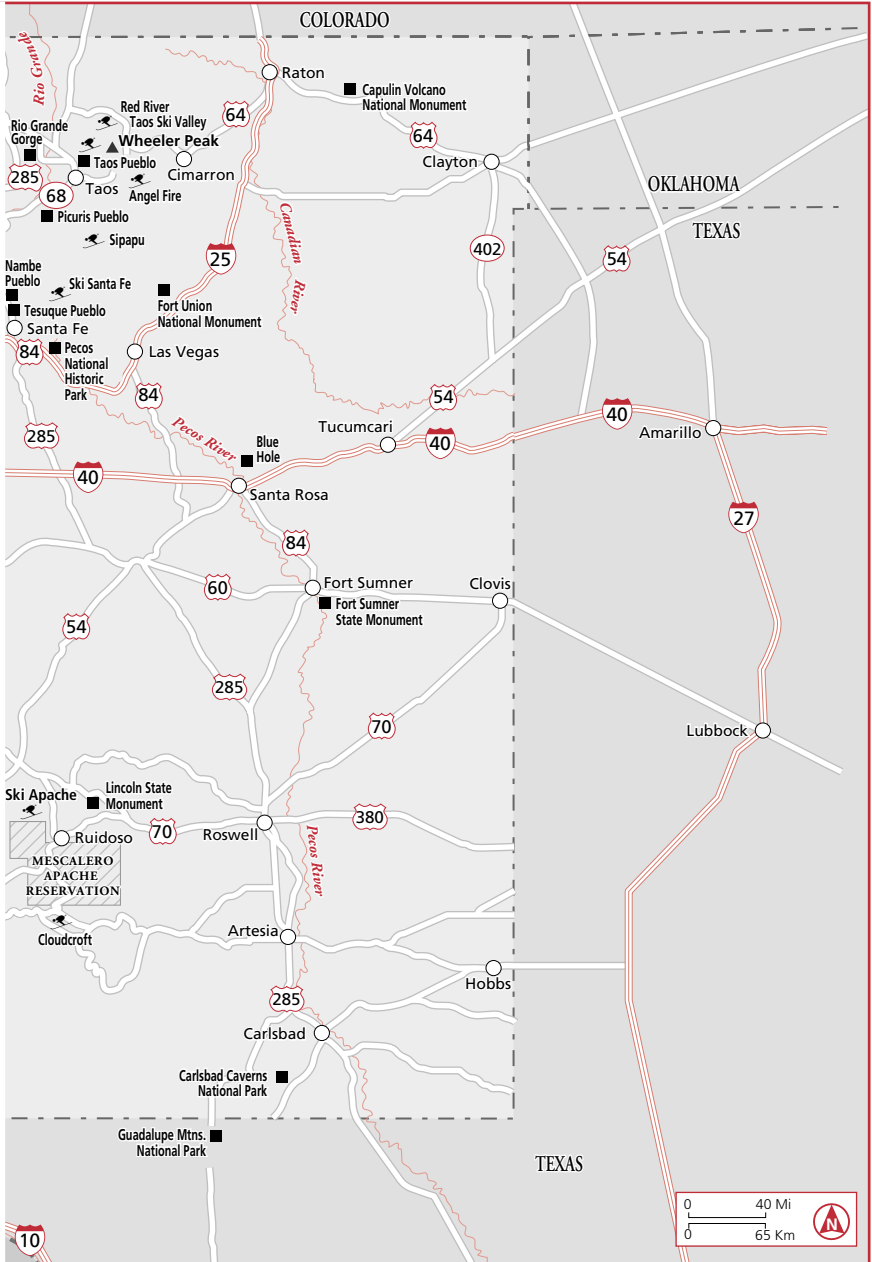 COLORADO
Rio Grande
Raton
Capulin Volcano
National Monument
Red River
Taos Ski Valley
64
Rio Grande
Gorge
Wheeler Peak
64
Taos Pueblo
Clayton
Cimarron
285
Taos
68
Angel Fire
OKLAHOMA
Picuris Pueblo
Canadian River
TEXAS
Sipapu
402
25
54
Nambe
Pueblo
Ski Santa Fe
Tesuque Pueblo
Fort Union
National Monument
Santa Fe
84
Pecos
National
Historic
Park
Las Vegas
84
54
40
Pecos River
Tucumcari
Amarillo
285
Blue
Hole
40
40
Santa Rosa
27
84
Fort Sumner
Clovis
60
Fort Sumner
State Monument
54
285
70
Lubbock
Ski Apache
Lincoln State
Monument
380
Ruidoso
70
Roswell
MESCALERO
APACHE
RESERVATION
Pecos River
Cloudcroft
Artesia
Hobbs
285
Carlsbad
Carlsbad Caverns
National Park
Guadalupe Mtns.
National Park
TEXAS
0 40 Mi
0 65 Km
N
10